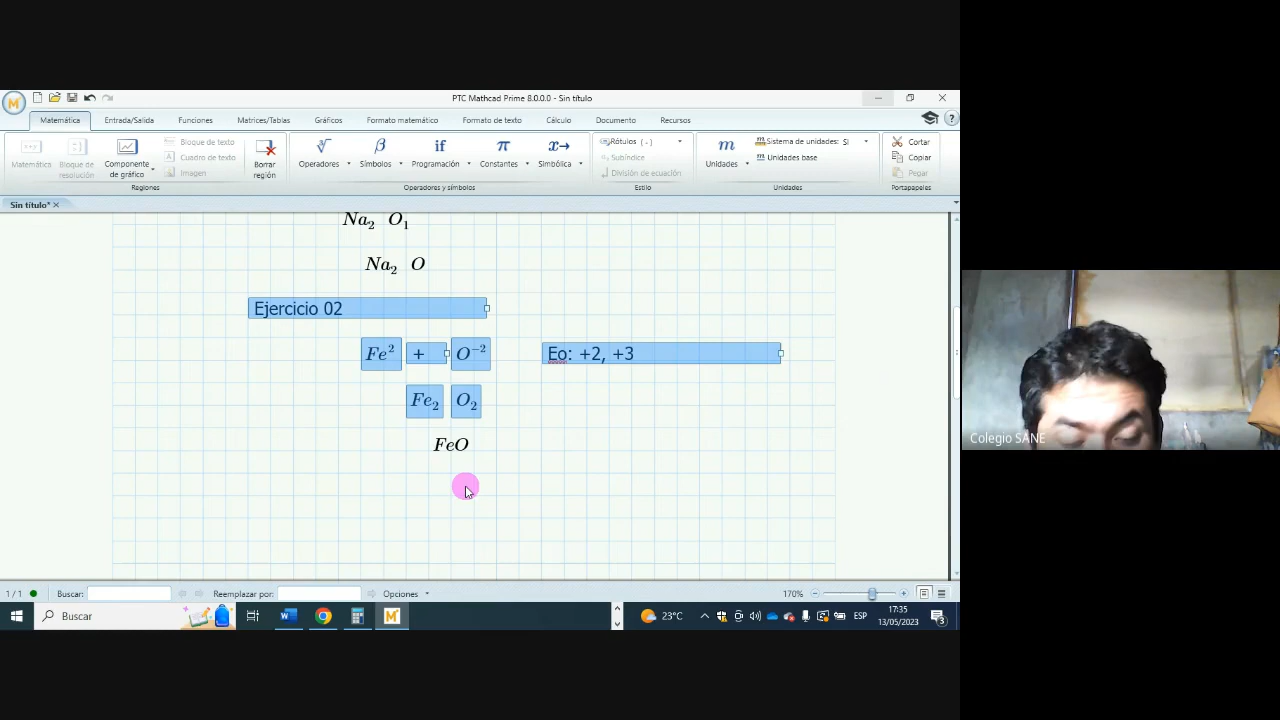 PTC Mathcad Prime 8.0.0.0 - Sin título
Matemática Entrada/Salida Funciones Matrices/Tablas Gráficos Formato matemático Formato de texto Cálculo Documento Recursos
Matemática Bloque de resolución Componente de gráfico Bloque de texto Cuadro de texto Imagen Borrar región
Operadores Símbolos Programación Constantes Simbólica
Rótulos ( - ) Subíndice División de ecuación
Unidades Sistema de unidades: SI Unidades base
Cortar Copiar Pegar
Regiones Operadores y símbolos Estilo Unidades Portapapeles
Sin título*
Na₂ O₁
Na₂ O
Ejercicio 02
Fe² + O⁻² Eo: +2, +3
Fe₂ O₂
FeO
Colegio SANE
1 / 1 Buscar: Reemplazar por: Opciones 170%
Buscar 23°C ESP 17:35
13/05/2023 3